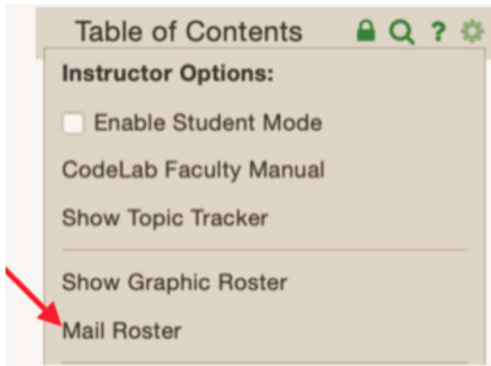 Table of Contents ?
Instructor Options:
Enable Student Mode
CodeLab Faculty Manual
Show Topic Tracker
Show Graphic Roster
Mail Roster